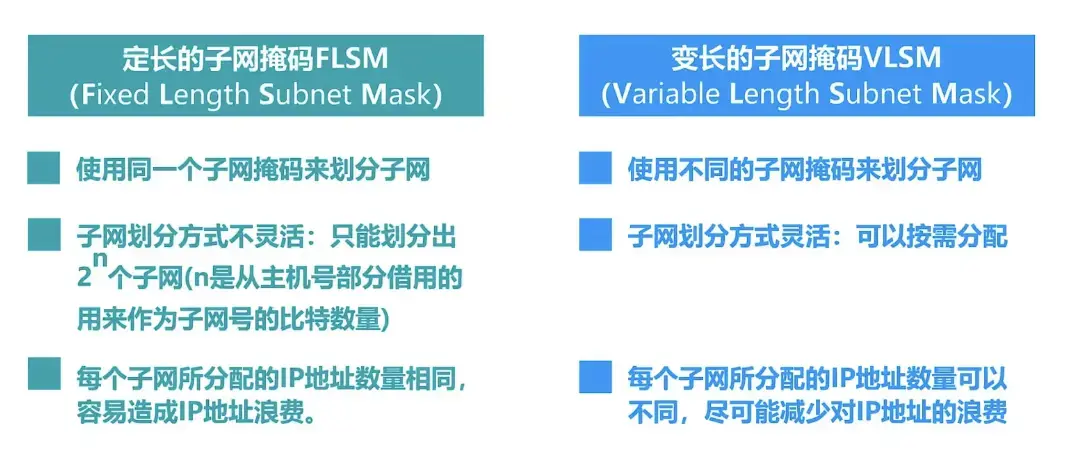 定长的子网掩码FLSM
（Fixed Length Subnet Mask）
使用同一个子网掩码来划分子网
子网划分方式不灵活：只能划分出
2^n个子网(n是从主机号部分借用的
用来作为子网号的比特数量)
每个子网所分配的IP地址数量相同，
容易造成IP地址浪费。
变长的子网掩码VLSM
（Variable Length Subnet Mask）
使用不同的子网掩码来划分子网
子网划分方式灵活：可以按需分配
每个子网所分配的IP地址数量可以
不同，尽可能减少对IP地址的浪费